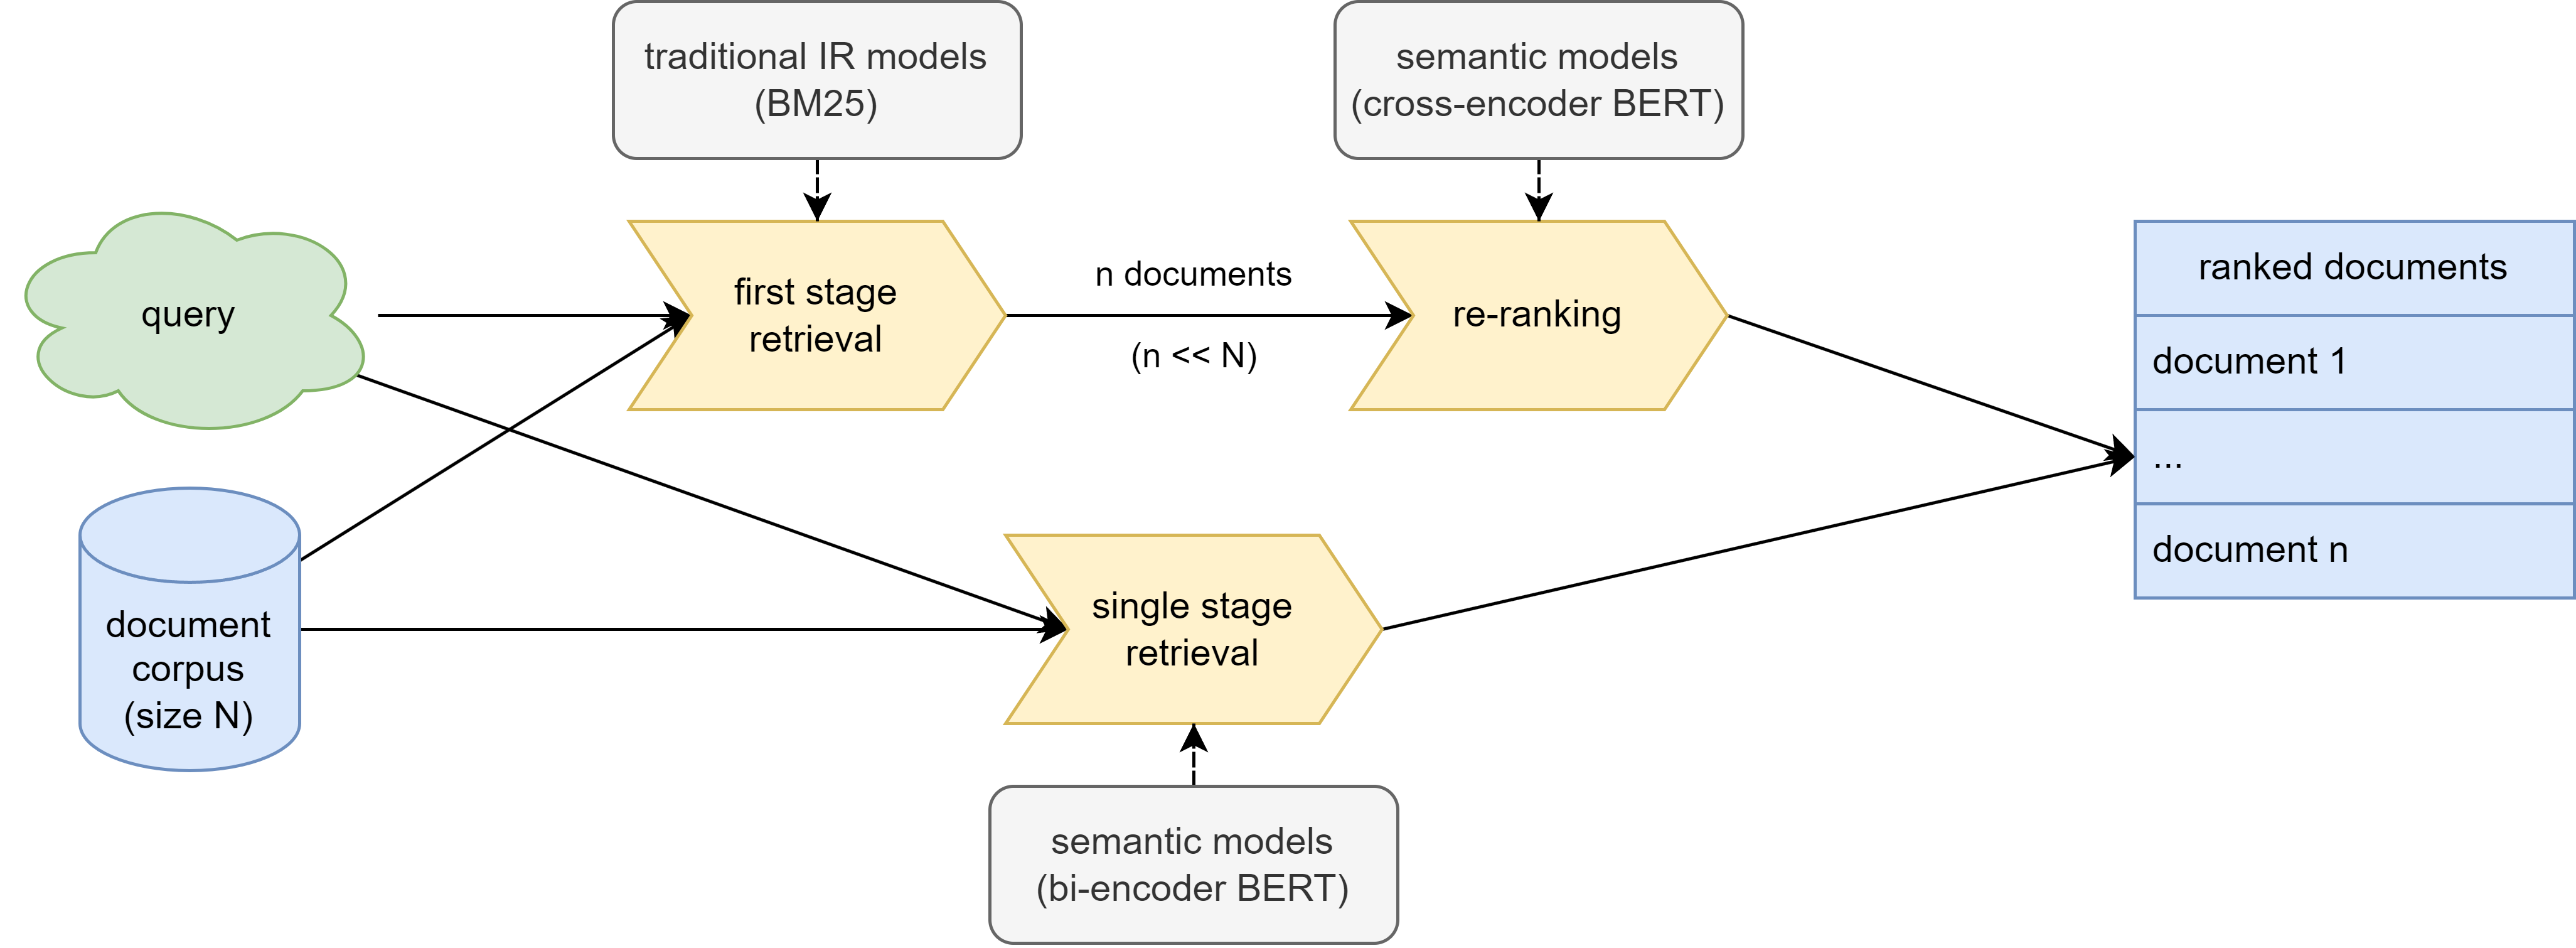 traditional IR models
(BM25)
semantic models
(cross-encoder BERT)
query
first stage
retrieval
n documents
(n << N)
re-ranking
ranked documents
document 1
...
document n
document
corpus
(size N)
single stage
retrieval
semantic models
(bi-encoder BERT)